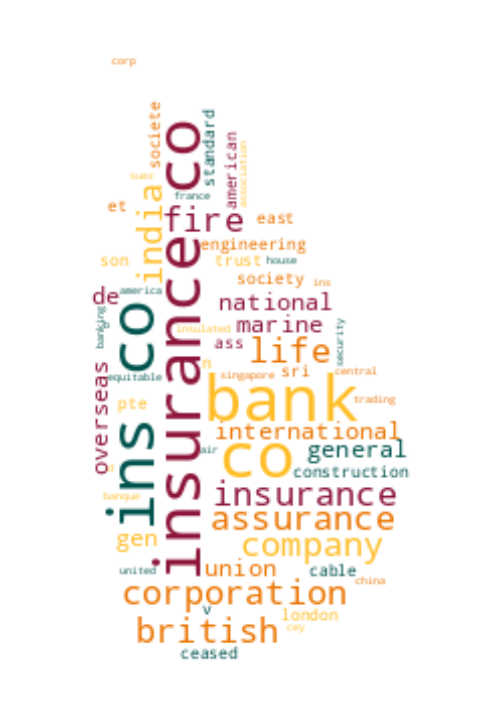 corp
societe
standard
insurance co
american
association
suez
india
france
et
fire
east
engineering
son
trust
house
society
ins
de
america
national
ins co
marine
banking
insulated
ass
life
security
overseas
equitable
singapore
sri
central
bank
pte
trading
international
co
air
general
construction
banque
insurance
assurance
gen
company
united
union
cable
china
corporation
v
london
british
cey
ceased